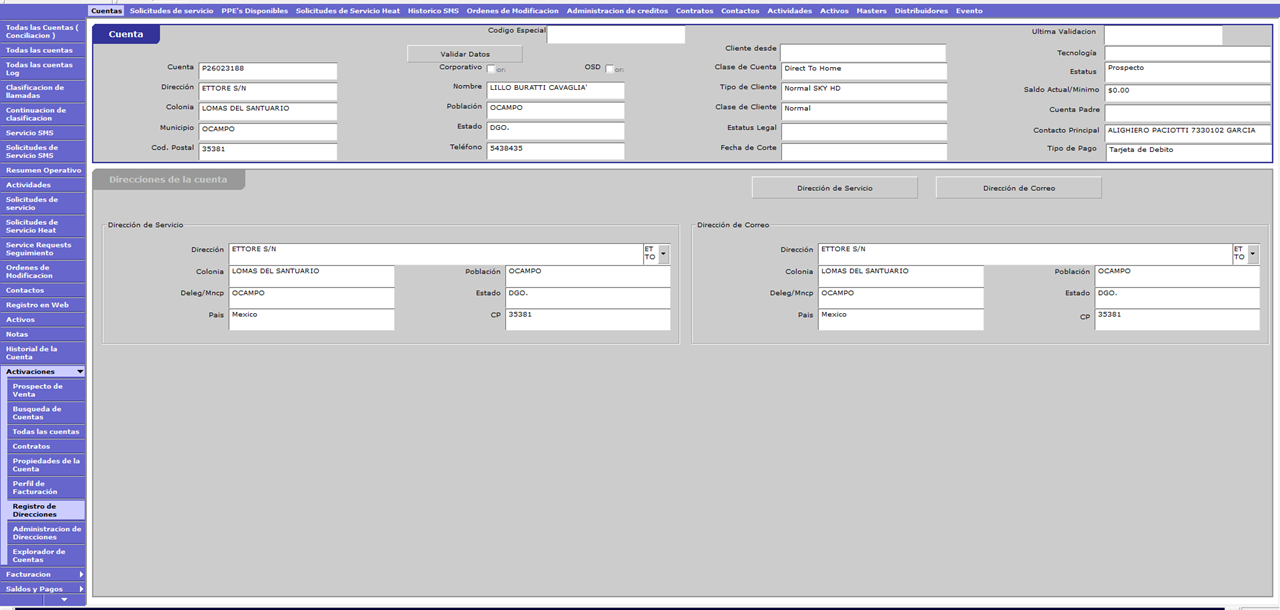 Cuentas Solicitudes de servicio PPE's Disponibles Solicitudes de Servicio Heat Historico SMS Ordenes de Modificacion Administracion de creditos Contratos Contactos Actividades Activos Masters Distribuidores Evento
Todas las Cuentas (
Conciliacion )
Todas las cuentas
Todas las cuentas
Log
Clasificacion de
llamadas
Continuacion de
clasificacion
Servicio SMS
Solicitudes de
Servicio SMS
Resumen Operativo
Actividades
Solicitudes de
servicio
Solicitudes de
Servicio Heat
Service Requests
Seguimiento
Ordenes de
Modificacion
Contactos
Registro en Web
Activos
Notas
Historial de la
Cuenta
Activaciones
Prospecto de
Venta
Busqueda de
Cuentas
Todas las cuentas
Contratos
Propiedades de la
Cuenta
Perfil de
Facturación
Registro de
Direcciones
Administracion de
Direcciones
Explorador de
Cuentas
Facturacion
Saldos y Pagos
Cuenta
Codigo Especial
Validar Datos
Cuenta P26023188
Dirección ETTORE S/N
Colonia LOMAS DEL SANTUARIO
Municipio OCAMPO
Cod. Postal 35381
Corporativo on OSD on
Nombre LILLO BURATTI CAVAGLIA'
Población OCAMPO
Estado DGO.
Teléfono 5438435
Cliente desde
Clase de Cuenta Direct To Home
Tipo de Cliente Normal SKY HD
Clase de Cliente Normal
Estatus Legal
Fecha de Corte
Ultima Validacion
Tecnología
Estatus Prospecto
Saldo Actual/Minimo $0.00
Cuenta Padre
Contacto Principal ALIGHIERO PACIOTTI 7330102 GARCIA
Tipo de Pago Tarjeta de Debito
Direcciones de la cuenta
Dirección de Servicio Dirección de Correo
Dirección de Servicio
Dirección ETTORE S/N ET
TO
Colonia LOMAS DEL SANTUARIO Población OCAMPO
Deleg/Mncp OCAMPO Estado DGO.
Pais Mexico CP 35381
Dirección de Correo
Dirección ETTORE S/N ET
TO
Colonia LOMAS DEL SANTUARIO Población OCAMPO
Deleg/Mncp OCAMPO Estado DGO.
Pais Mexico CP 35381